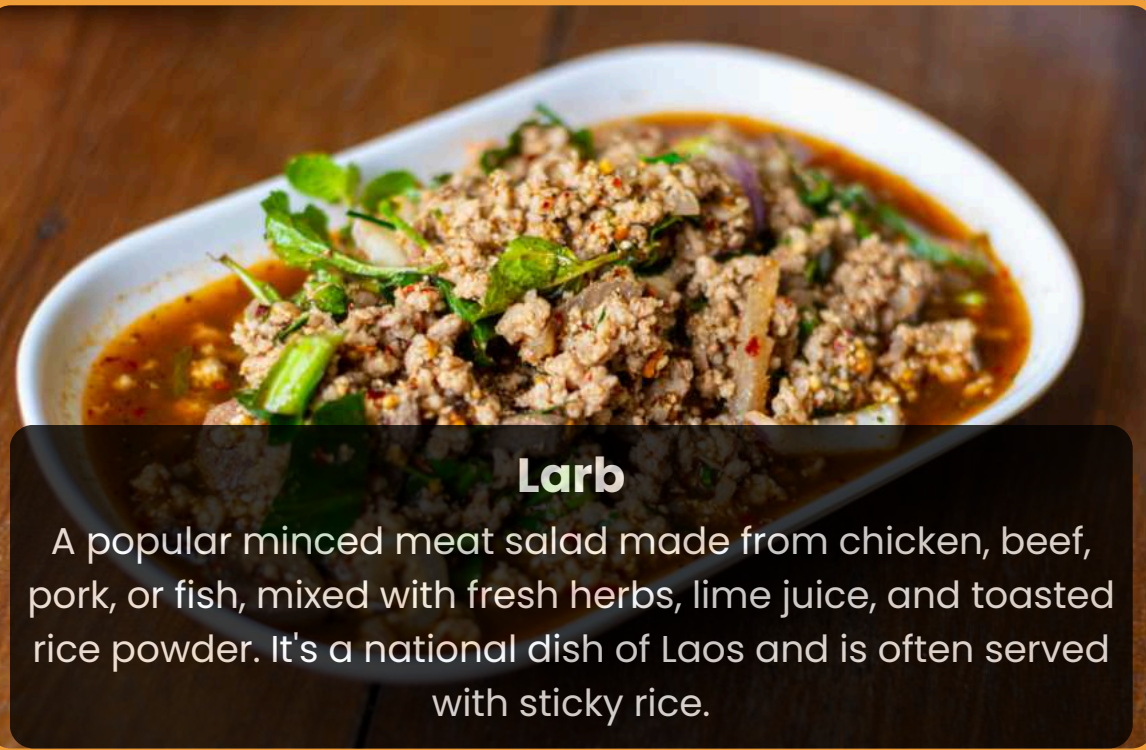 Larb
A popular minced meat salad made from chicken, beef,
pork, or fish, mixed with fresh herbs, lime juice, and toasted
rice powder. It's a national dish of Laos and is often served
with sticky rice.